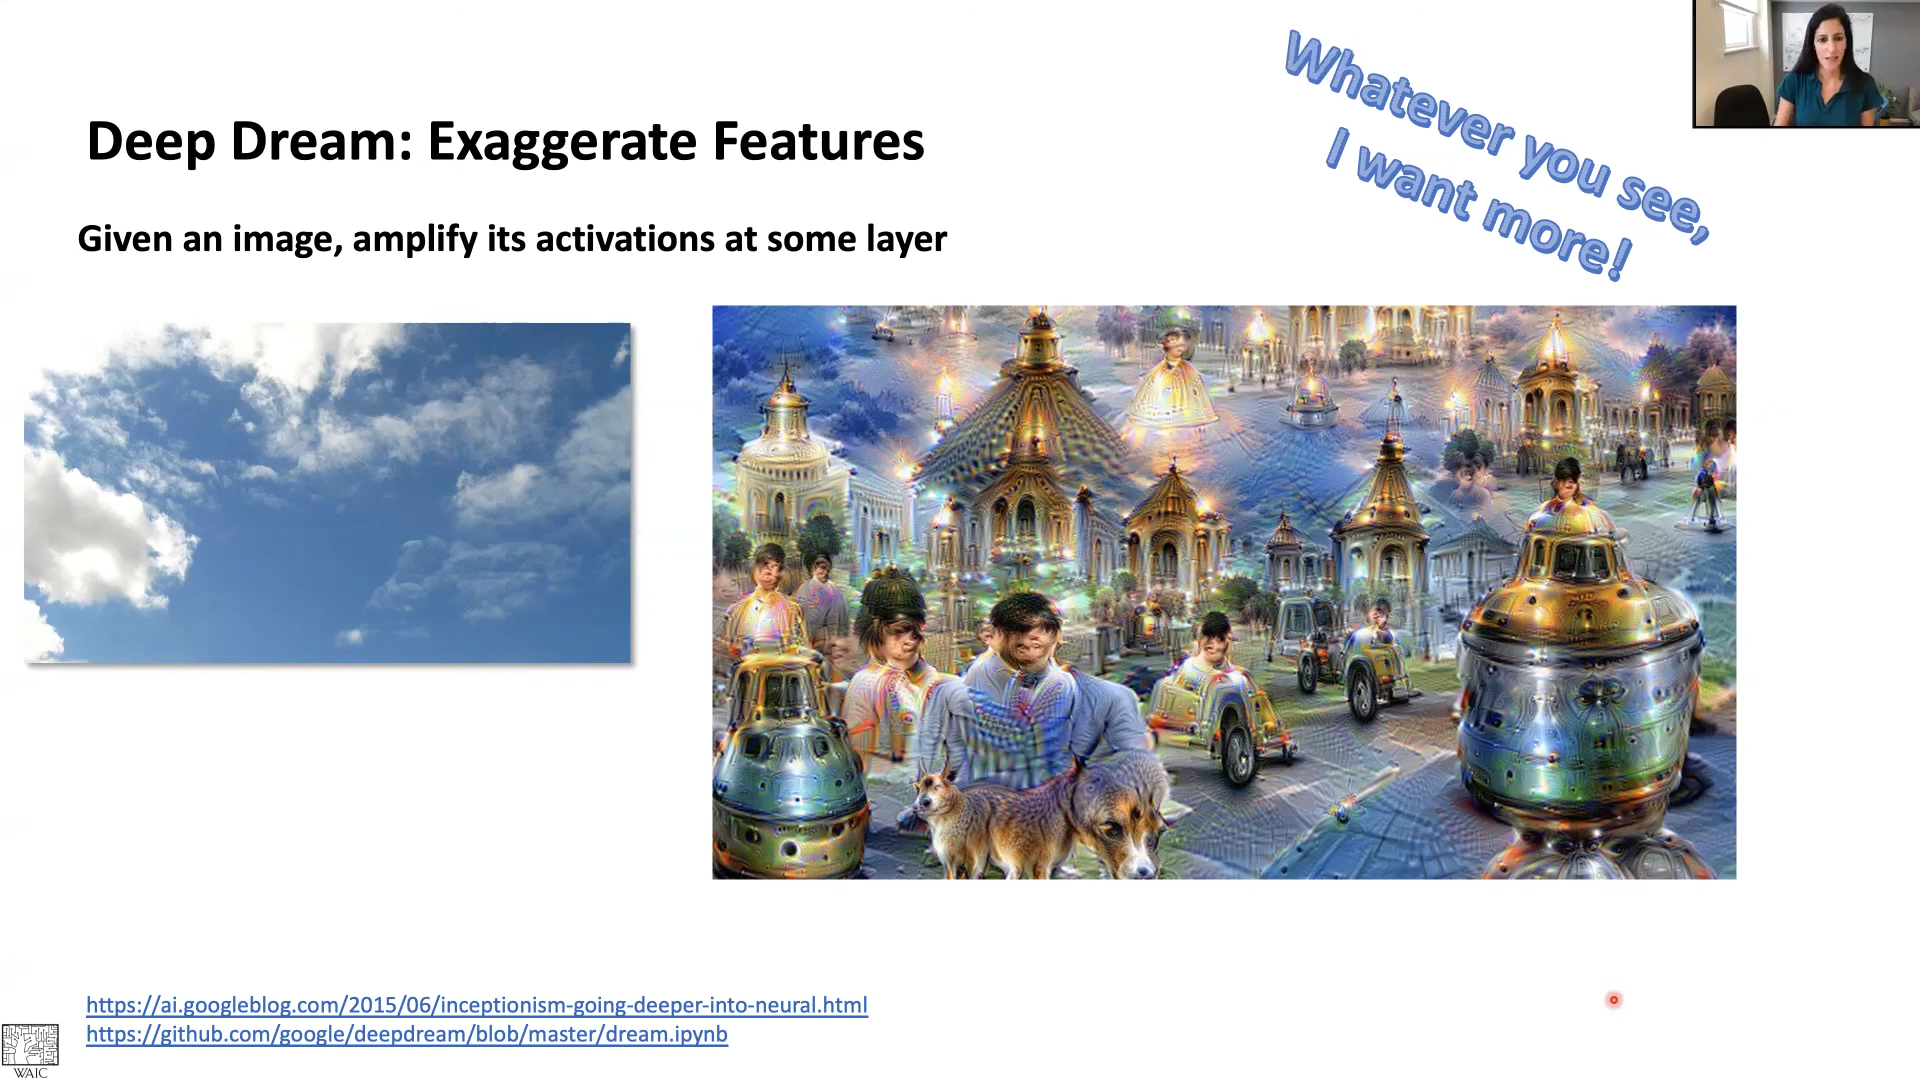 Whatever you see,
I want more!
Deep Dream: Exaggerate Features
Given an image, amplify its activations at some layer
https://ai.googleblog.com/2015/06/inceptionism-going-deeper-into-neural.html
https://github.com/google/deepdream/blob/master/dream.ipynb
WAIC